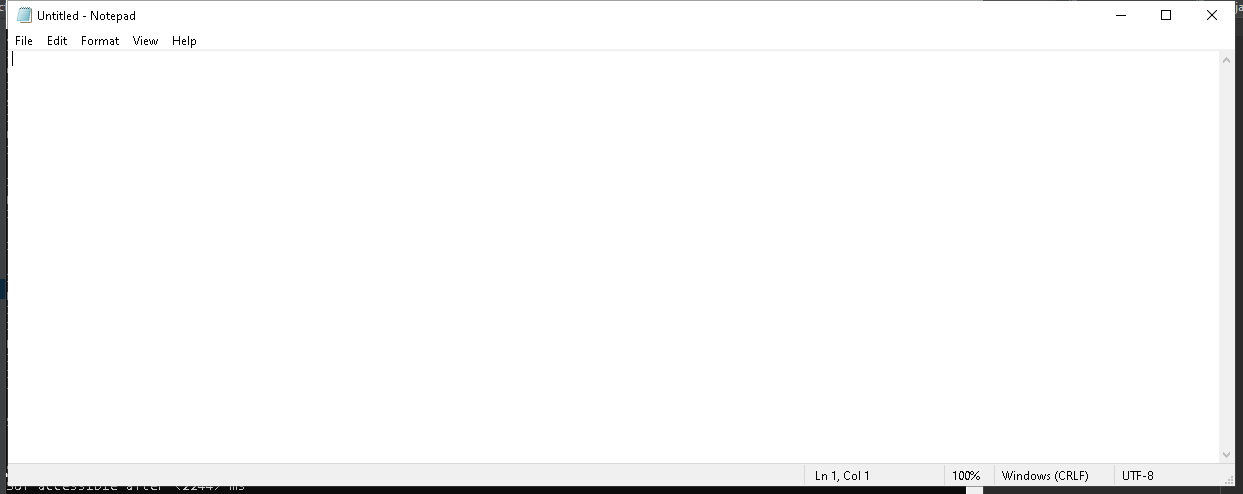 Untitled - Notepad
File Edit Format View Help
Ln 1, Col 1 100% Windows (CRLF) UTF-8
accessible after <2244> ms